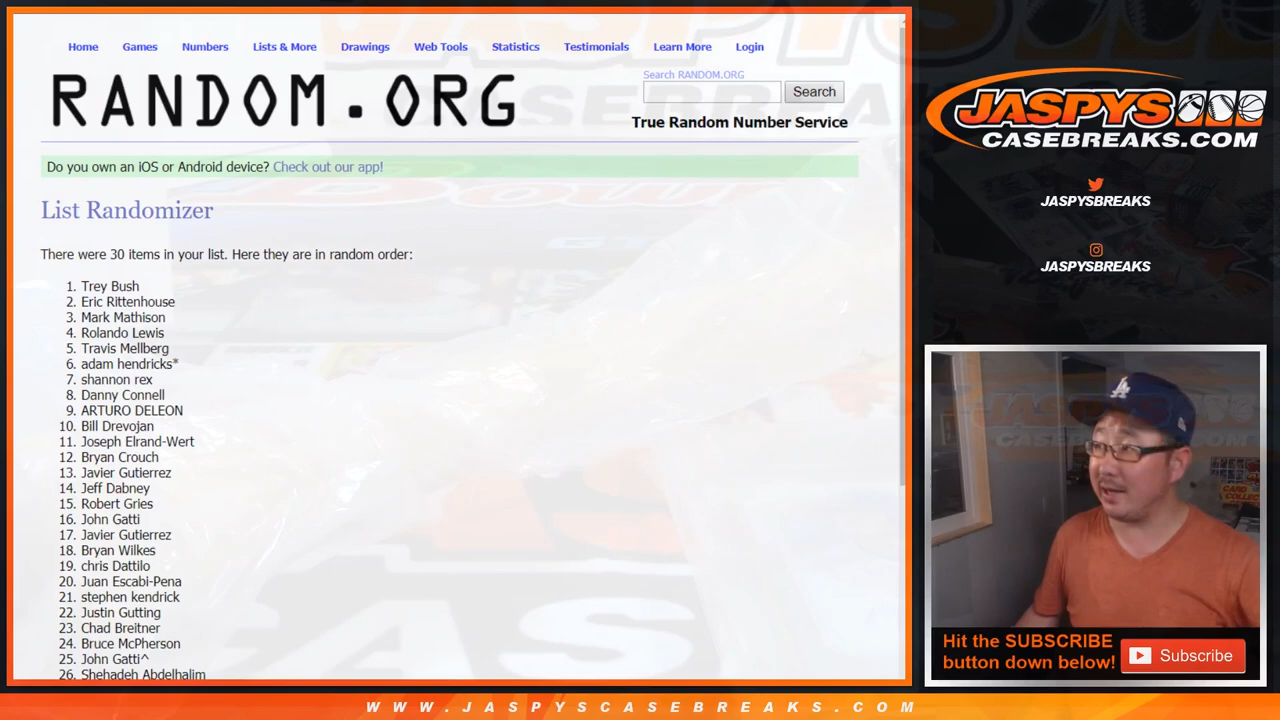 Home Games Numbers Lists & More Drawings Web Tools Statistics Testimonials Learn More Login
RANDOM.ORG
Search RANDOM.ORG
Search
True Random Number Service
Do you own an iOS or Android device? Check out our app!
List Randomizer
There were 30 items in your list. Here they are in random order:
1. Trey Bush
2. Eric Rittenhouse
3. Mark Mathison
4. Rolando Lewis
5. Travis Mellberg
6. adam hendricks*
7. shannon rex
8. Danny Connell
9. ARTURO DELEON
10. Bill Drevojan
11. Joseph Elrand-Wert
12. Bryan Crouch
13. Javier Gutierrez
14. Jeff Dabney
15. Robert Gries
16. John Gatti
17. Javier Gutierrez
18. Bryan Wilkes
19. chris Dattilo
20. Juan Escabi-Pena
21. stephen kendrick
22. Justin Gutting
23. Chad Breitner
24. Bruce McPherson
25. John Gatti^
26. Shehadeh Abdelhalim
JASPYS
CASEBREAKS.COM
JASPYSBREAKS
JASPYSBREAKS
Hit the SUBSCRIBE
button down below!
Subscribe
WWW.JASPYSCASEBREAKS.COM